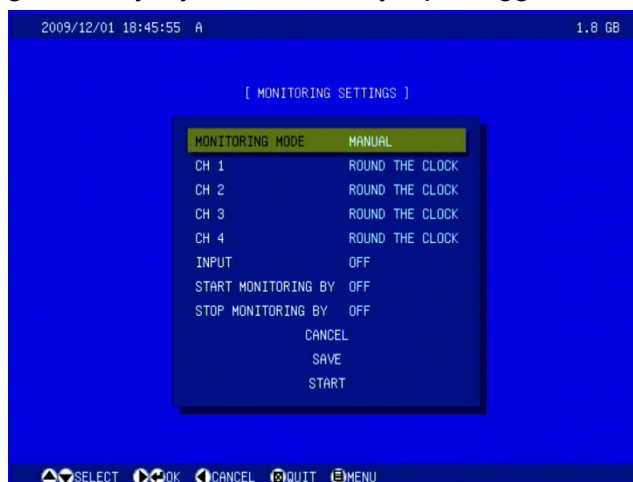 2009/12/01 18:45:55 A 1.8 GB
[ MONITORING SETTINGS ]
MONITORING MODE MANUAL
CH 1 ROUND THE CLOCK
CH 2 ROUND THE CLOCK
CH 3 ROUND THE CLOCK
CH 4 ROUND THE CLOCK
INPUT OFF
START MONITORING BY OFF
STOP MONITORING BY OFF
CANCEL
SAVE
START
SELECT OK CANCEL QUIT MENU